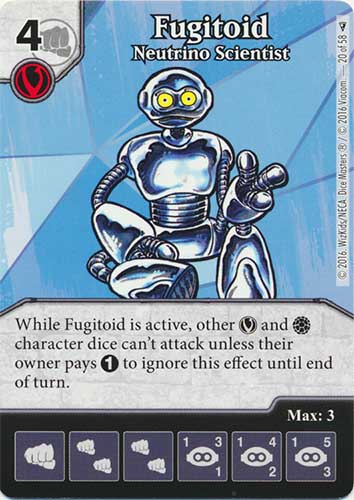 4
Fugitoid
Neutrino Scientist
© 2016. WizKids/NECA. Dice Masters ® / © 2016 Viacom. — 20 of 58
While Fugitoid is active, other and
character dice can't attack unless their
owner pays 1 to ignore this effect until end
of turn.
Max: 3
1 3 1 4 1 5
1 2 3